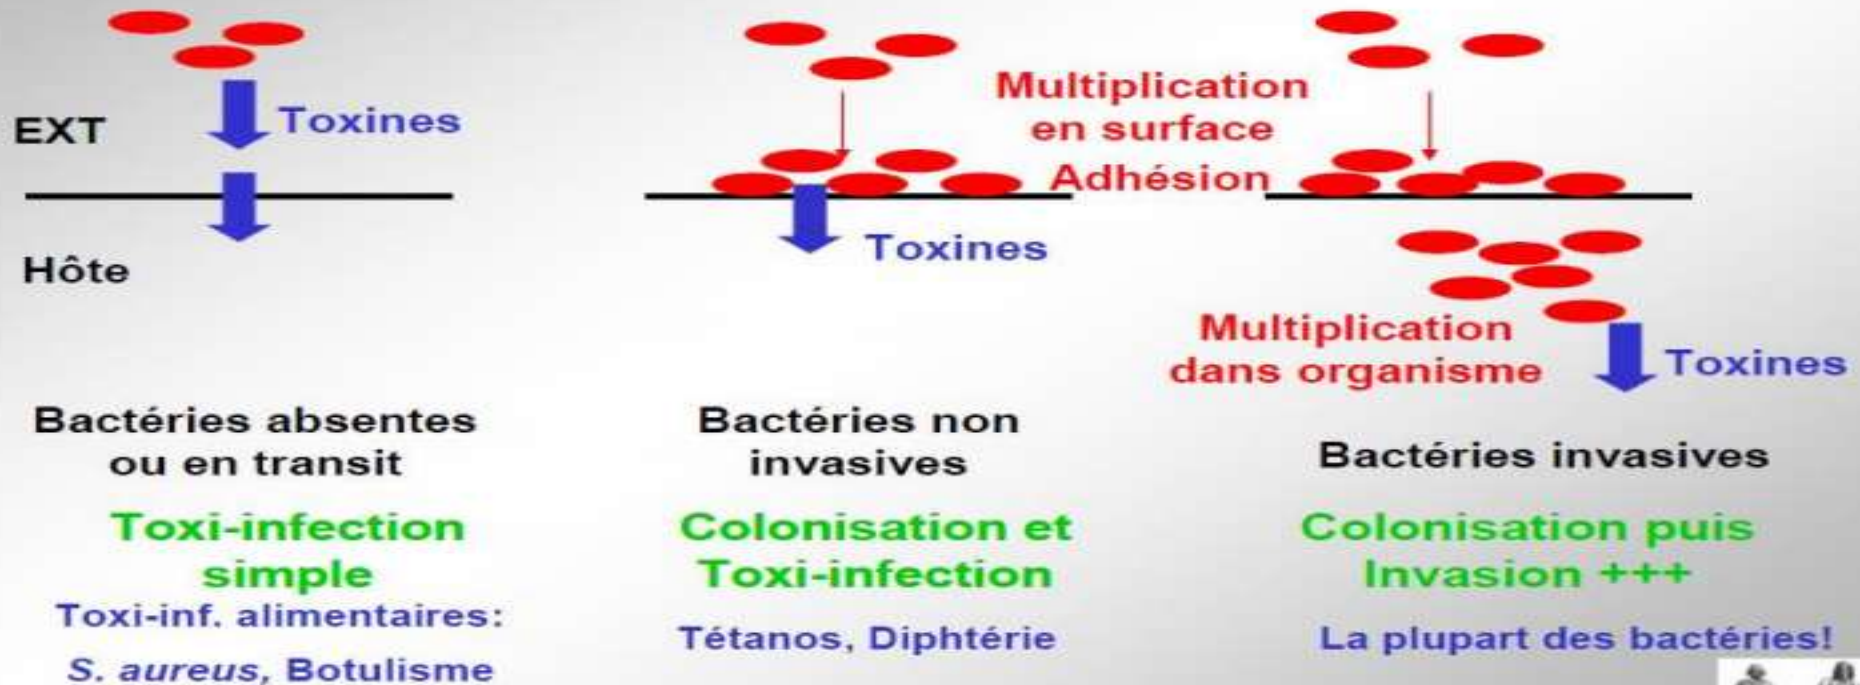 EXT
Toxines
Hôte
Bactéries absentes
ou en transit
Toxi-infection
simple
Toxi-inf. alimentaires:
S. aureus, Botulisme
Multiplication
en surface
Adhésion
Toxines
Bactéries non
invasives
Colonisation et
Toxi-infection
Tétanos, Diphtérie
Multiplication
dans organisme
Toxines
Bactéries invasives
Colonisation puis
Invasion +++
La plupart des bactéries!